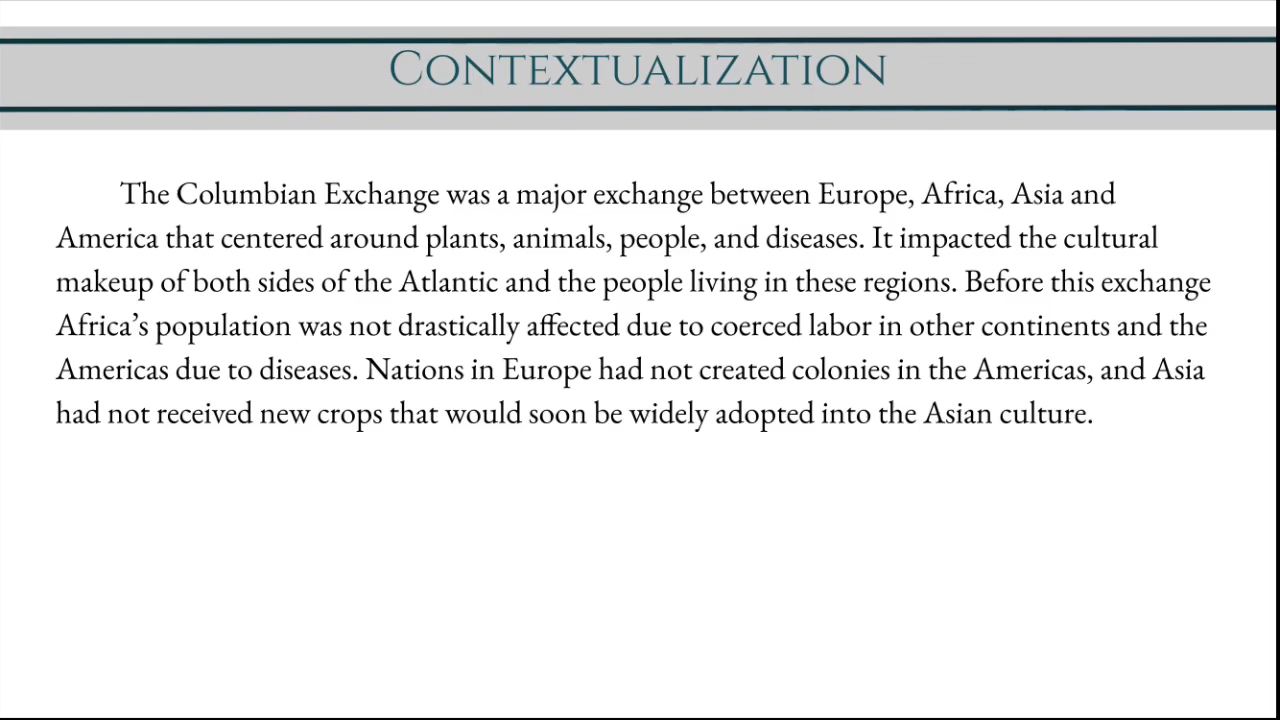 Contextualization
The Columbian Exchange was a major exchange between Europe, Africa, Asia and
America that centered around plants, animals, people, and diseases. It impacted the cultural
makeup of both sides of the Atlantic and the people living in these regions. Before this exchange
Africa’s population was not drastically affected due to coerced labor in other continents and the
Americas due to diseases. Nations in Europe had not created colonies in the Americas, and Asia
had not received new crops that would soon be widely adopted into the Asian culture.